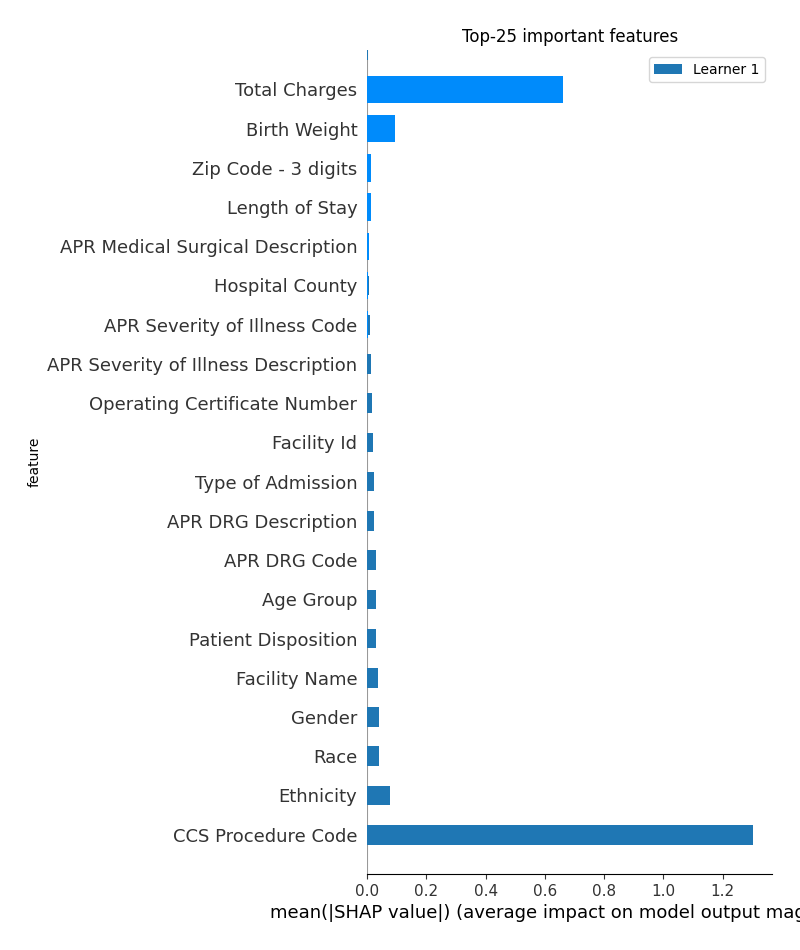 Top-25 important features
Learner 1
Total Charges
Birth Weight
Zip Code - 3 digits
Length of Stay
APR Medical Surgical Description
Hospital County
APR Severity of Illness Code
APR Severity of Illness Description
Operating Certificate Number
Facility Id
Type of Admission
APR DRG Description
APR DRG Code
Age Group
Patient Disposition
Facility Name
Gender
Race
Ethnicity
CCS Procedure Code
feature
0.0 0.2 0.4 0.6 0.8 1.0 1.2
mean(|SHAP value|) (average impact on model output mag